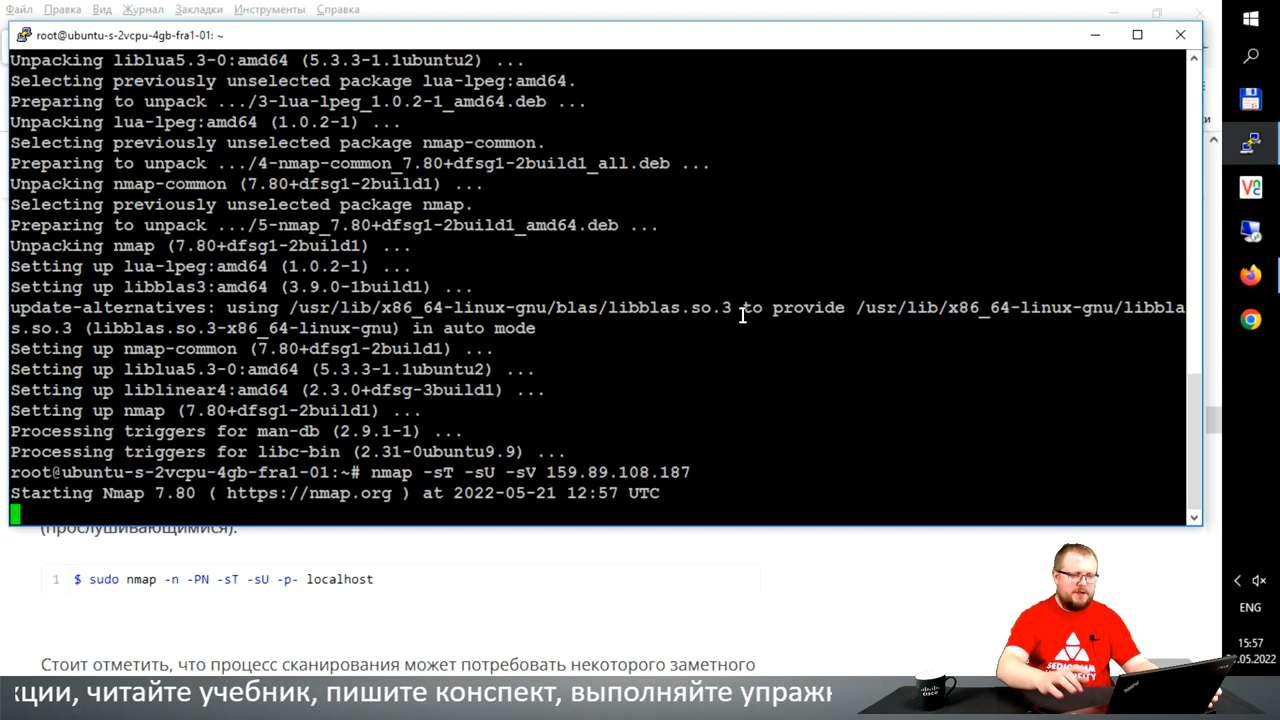 Файл Правка Вид Журнал Закладки Инструменты Справка
root@ubuntu-s-2vcpu-4gb-fra1-01: ~
Unpacking liblua5.3-0:amd64 (5.3.3-1.1ubuntu2) ...
Selecting previously unselected package lua-lpeg:amd64.
Preparing to unpack .../3-lua-lpeg_1.0.2-1_amd64.deb ...
Unpacking lua-lpeg:amd64 (1.0.2-1) ...
Selecting previously unselected package nmap-common.
Preparing to unpack .../4-nmap-common_7.80+dfsg1-2build1_all.deb ...
Unpacking nmap-common (7.80+dfsg1-2build1) ...
Selecting previously unselected package nmap.
Preparing to unpack .../5-nmap_7.80+dfsg1-2build1_amd64.deb ...
Unpacking nmap (7.80+dfsg1-2build1) ...
Setting up lua-lpeg:amd64 (1.0.2-1) ...
Setting up libblas3:amd64 (3.9.0-1build1) ...
update-alternatives: using /usr/lib/x86_64-linux-gnu/blas/libblas.so.3 to provide /usr/lib/x86_64-linux-gnu/libbla
s.so.3 (libblas.so.3-x86_64-linux-gnu) in auto mode
Setting up nmap-common (7.80+dfsg1-2build1) ...
Setting up liblua5.3-0:amd64 (5.3.3-1.1ubuntu2) ...
Setting up liblinear4:amd64 (2.3.0+dfsg-3build1) ...
Setting up nmap (7.80+dfsg1-2build1) ...
Processing triggers for man-db (2.9.1-1) ...
Processing triggers for libc-bin (2.31-0ubuntu9.9) ...
root@ubuntu-s-2vcpu-4gb-fra1-01:~# nmap -sT -sU -sV 159.89.108.187
Starting Nmap 7.80 ( https://nmap.org ) at 2022-05-21 12:57 UTC
(прослушивающимися).
1 $ sudo nmap -n -PN -sT -sU -p- localhost
Стоит отметить, что процесс сканирования может потребовать некоторого заметного
кции, читайте учебник, пишите конспект, выполняйте упражн
ENG
15:57
.05.2022
cisco